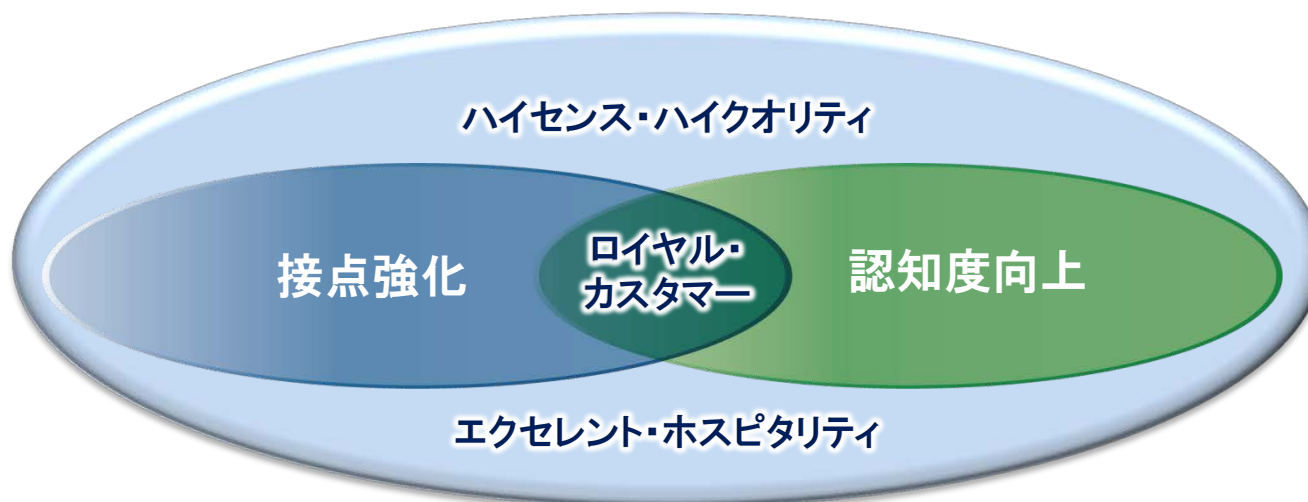 ハイセンス・ハイクオリティ
接点強化
ロイヤル・
カスタマー
認知度向上
エクセレント・ホスピタリティ